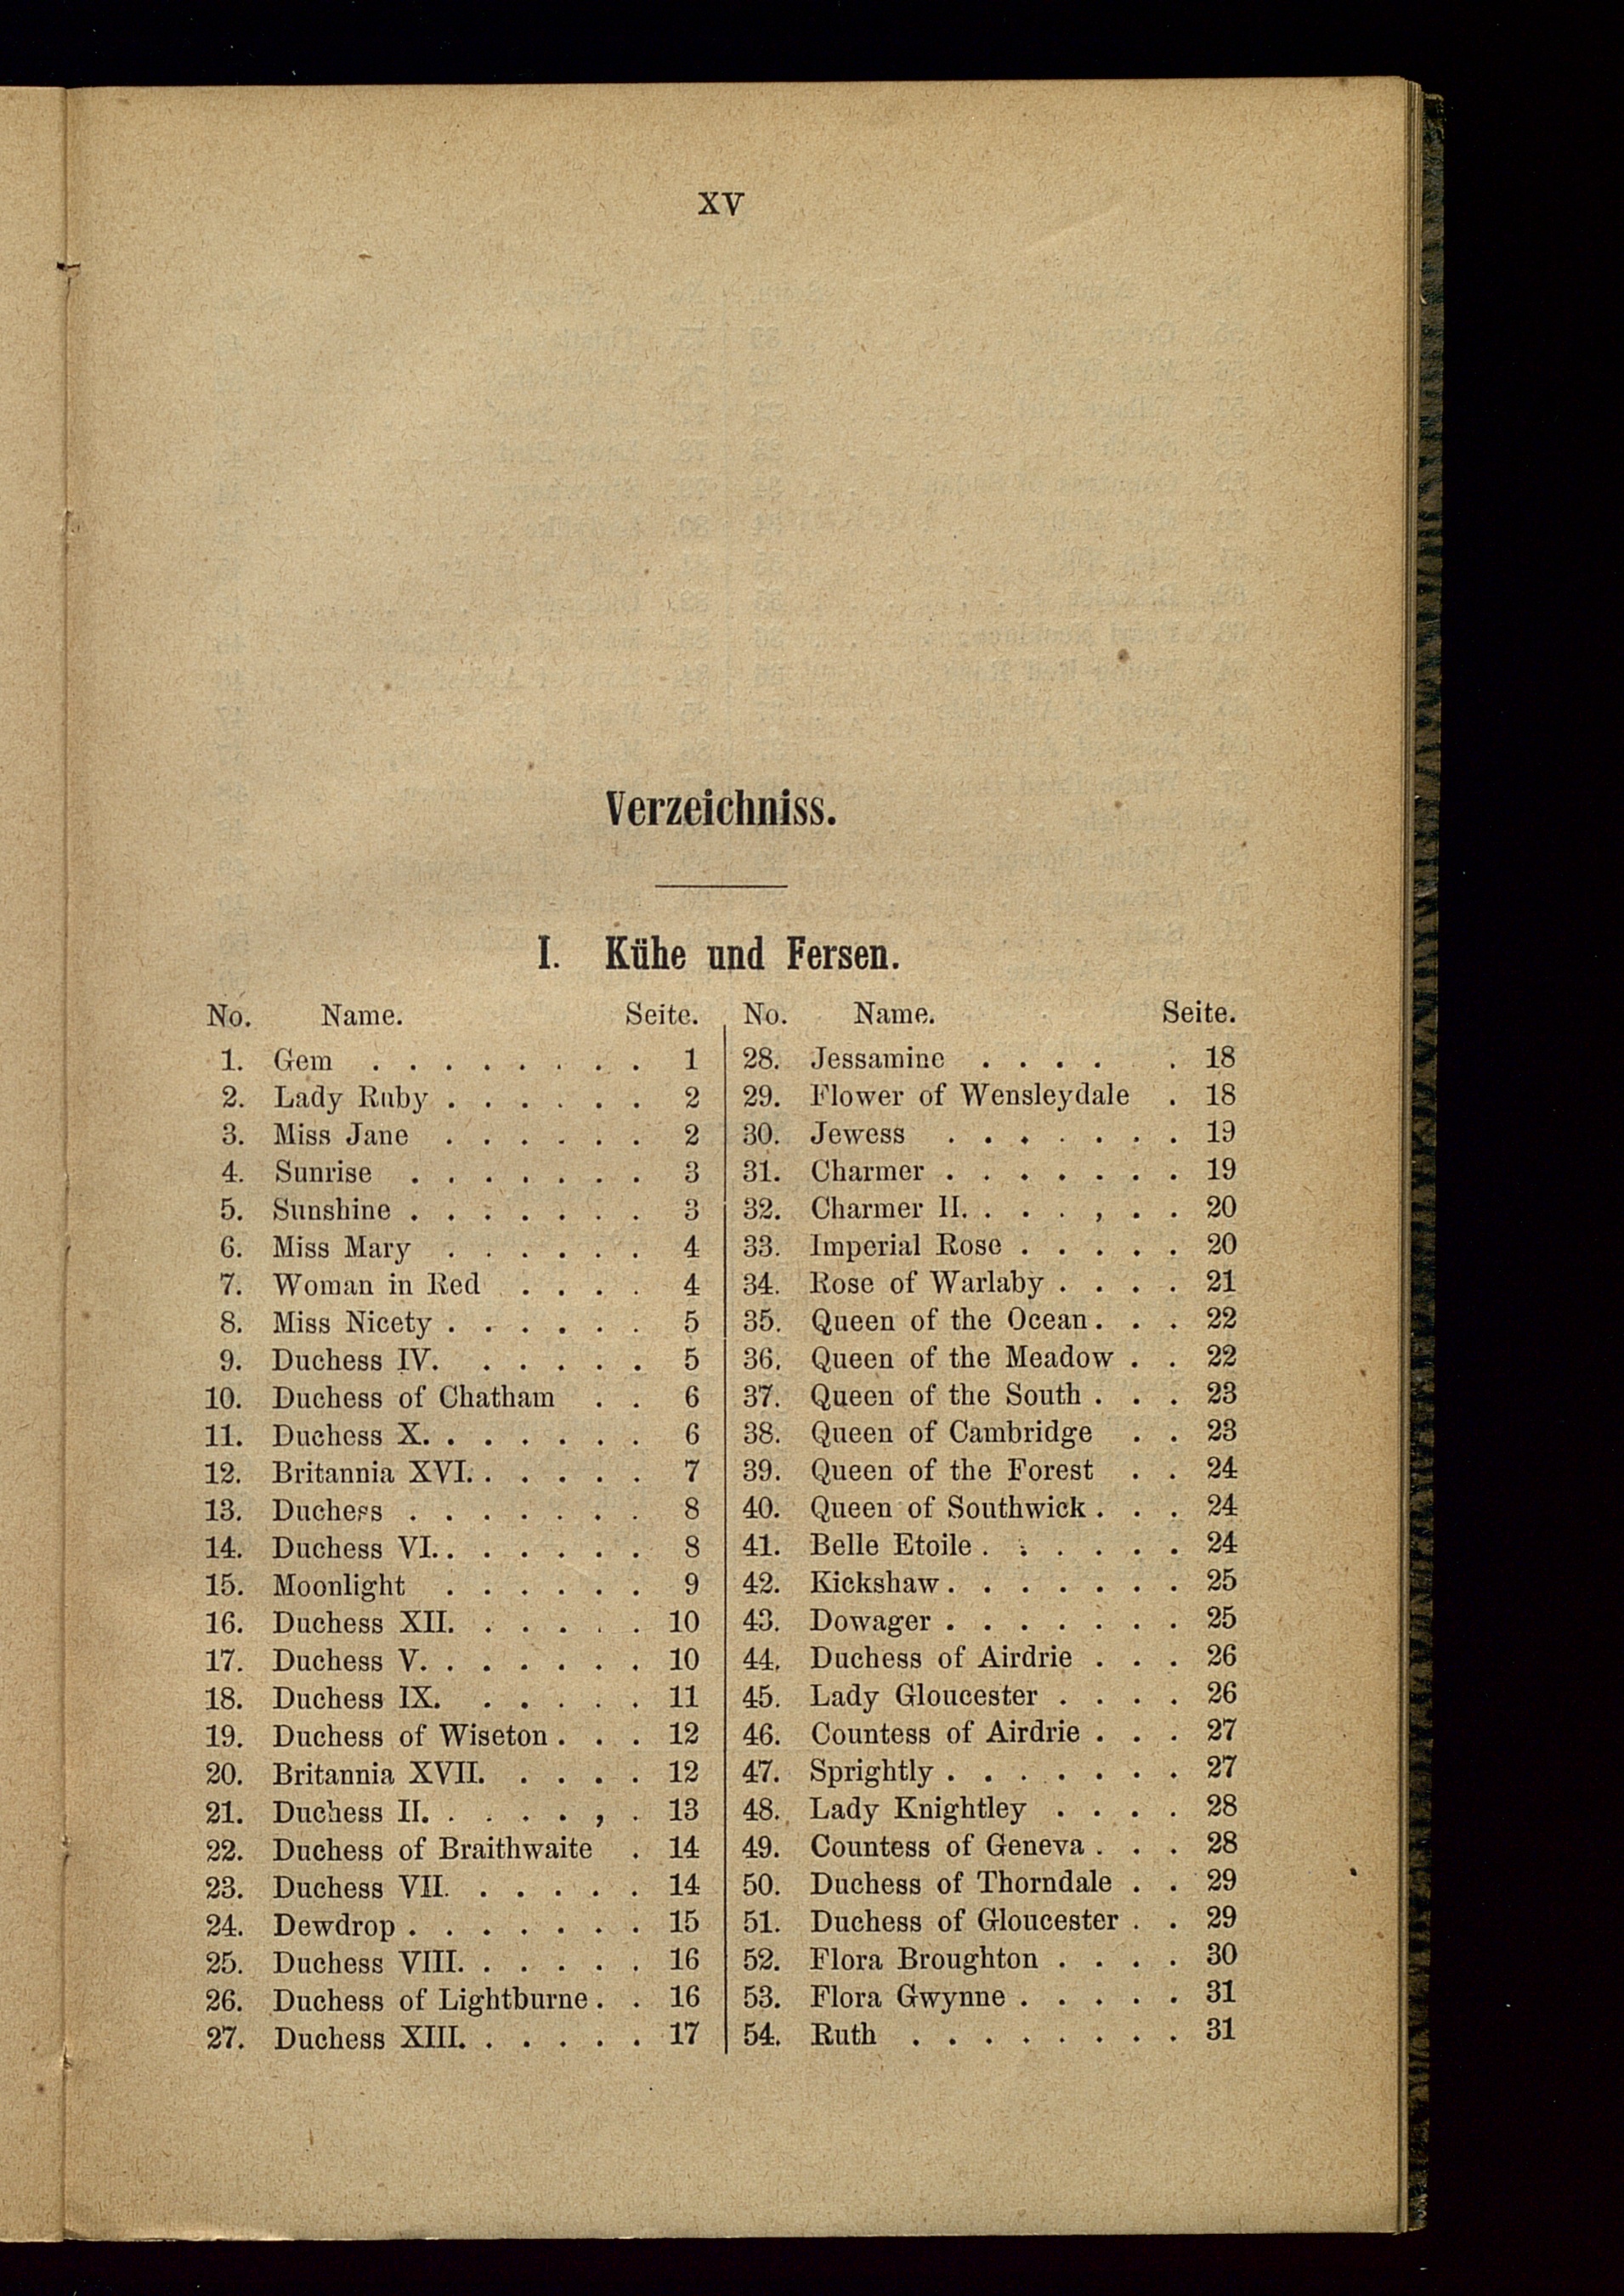 XV
Verzeichniss.
I. Kühe und Fersen.
No. Name. Seite.
1. Gem . . . . . . . . 1
2. Lady Ruby . . . . . . 2
3. Miss Jane . . . . . . 2
4. Sunrise . . . . . . . 3
5. Sunshine . . . . . . . 3
6. Miss Mary . . . . . . 4
7. Woman in Red . . . . 4
8. Miss Nicety . . . . . . 5
9. Duchess IV. . . . . . 5
10. Duchess of Chatham . . 6
11. Duchess X. . . . . . . 6
12. Britannia XVI. . . . . . 7
13. Duchess . . . . . . . 8
14. Duchess VI. . . . . . . 8
15. Moonlight . . . . . . 9
16. Duchess XII. . . . . . 10
17. Duchess V. . . . . . . 10
18. Duchess IX. . . . . . 11
19. Duchess of Wiseton . . . 12
20. Britannia XVII. . . . . 12
21. Duchess II. . . . . , . 13
22. Duchess of Braithwaite . 14
23. Duchess VII. . . . . . 14
24. Dewdrop . . . . . . . 15
25. Duchess VIII. . . . . . 16
26. Duchess of Lightburne . . 16
27. Duchess XIII. . . . . . 17
No. Name. Seite.
28. Jessamine . . . . . 18
29. Flower of Wensleydale . 18
30. Jewess . . . . . . . 19
31. Charmer . . . . . . . 19
32. Charmer II. . . . , . . 20
33. Imperial Rose . . . . . 20
34. Rose of Warlaby . . . . 21
35. Queen of the Ocean . . . 22
36. Queen of the Meadow . . 22
37. Queen of the South . . . 23
38. Queen of Cambridge . . 23
39. Queen of the Forest . . 24
40. Queen of Southwick . . . 24
41. Belle Etoile . . . . . . 24
42. Kickshaw . . . . . . . 25
43. Dowager . . . . . . . 25
44. Duchess of Airdrie . . . 26
45. Lady Gloucester . . . . 26
46. Countess of Airdrie . . . 27
47. Sprightly . . . . . . . 27
48. Lady Knightley . . . . 28
49. Countess of Geneva . . . 28
50. Duchess of Thorndale . . 29
51. Duchess of Gloucester . . 29
52. Flora Broughton . . . . 30
53. Flora Gwynne . . . . . 31
54. Ruth . . . . . . . . 31